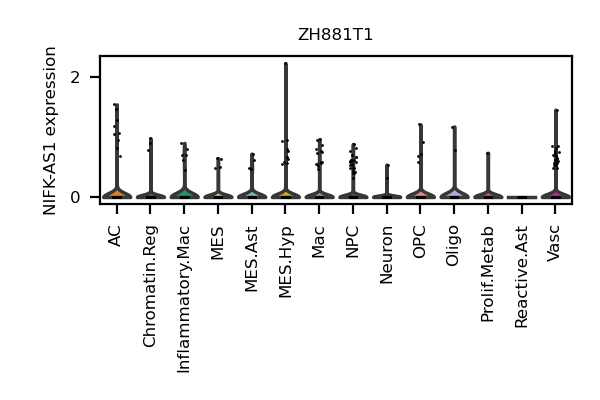 ZH881T1
NIFK-AS1 expression
2
0
AC
Chromatin.Reg
Inflammatory.Mac
MES
MES.Ast
MES.Hyp
Mac
NPC
Neuron
OPC
Oligo
Prolif.Metab
Reactive.Ast
Vasc